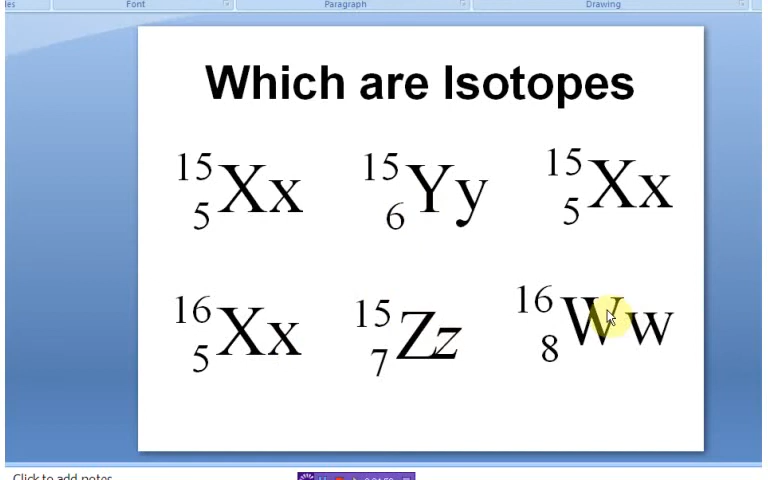 Font Paragraph Drawing
Which are Isotopes
15 5 Xx 15 6 Yy 15 5 Xx
16 5 Xx 15 7 Zz 16 8 Ww
Click to add notes